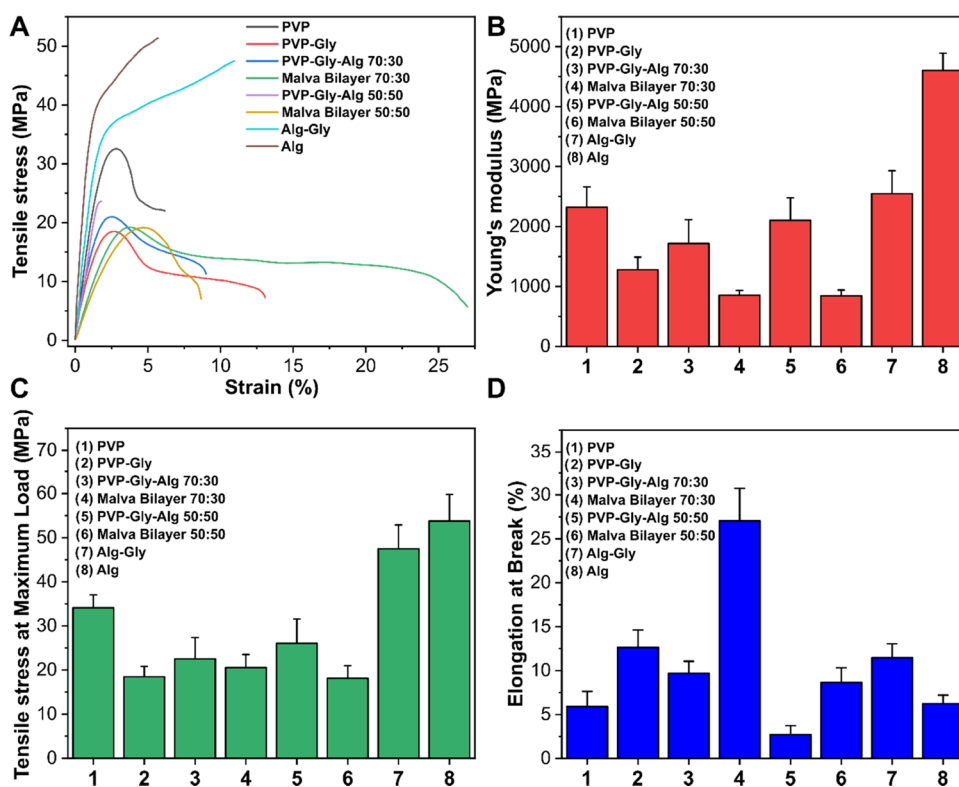 A
Tensile stress (MPa)
50
40
30
20
10
0
PVP
PVP-Gly
PVP-Gly-Alg 70:30
Malva Bilayer 70:30
PVP-Gly-Alg 50:50
Malva Bilayer 50:50
Alg-Gly
Alg
0 5 10 15 20 25
Strain (%)
B
Young's modulus (MPa)
5000
4000
3000
2000
1000
0
(1) PVP
(2) PVP-Gly
(3) PVP-Gly-Alg 70:30
(4) Malva Bilayer 70:30
(5) PVP-Gly-Alg 50:50
(6) Malva Bilayer 50:50
(7) Alg-Gly
(8) Alg
1 2 3 4 5 6 7 8
C
Tensile stress at Maximum Load (MPa)
70
60
50
40
30
20
10
0
(1) PVP
(2) PVP-Gly
(3) PVP-Gly-Alg 70:30
(4) Malva Bilayer 70:30
(5) PVP-Gly-Alg 50:50
(6) Malva Bilayer 50:50
(7) Alg-Gly
(8) Alg
1 2 3 4 5 6 7 8
D
Elongation at Break (%)
35
30
25
20
15
10
5
0
(1) PVP
(2) PVP-Gly
(3) PVP-Gly-Alg 70:30
(4) Malva Bilayer 70:30
(5) PVP-Gly-Alg 50:50
(6) Malva Bilayer 50:50
(7) Alg-Gly
(8) Alg
1 2 3 4 5 6 7 8